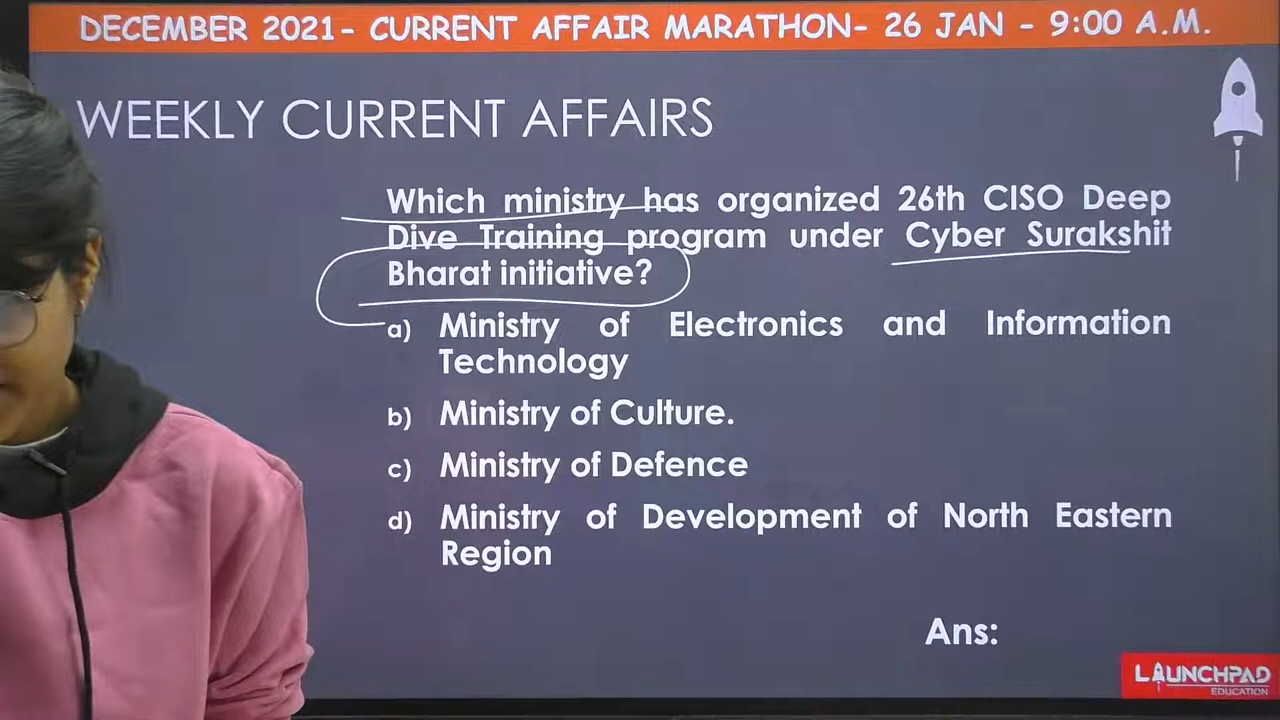 DECEMBER 2021- CURRENT AFFAIR MARATHON- 26 JAN - 9:00 A.M.
WEEKLY CURRENT AFFAIRS
Which ministry has organized 26th CISO Deep
Dive Training program under Cyber Surakshit
Bharat initiative?
a) Ministry of Electronics and Information
Technology
b) Ministry of Culture.
c) Ministry of Defence
d) Ministry of Development of North Eastern
Region
Ans:
LAUNCHPAD
EDUCATION